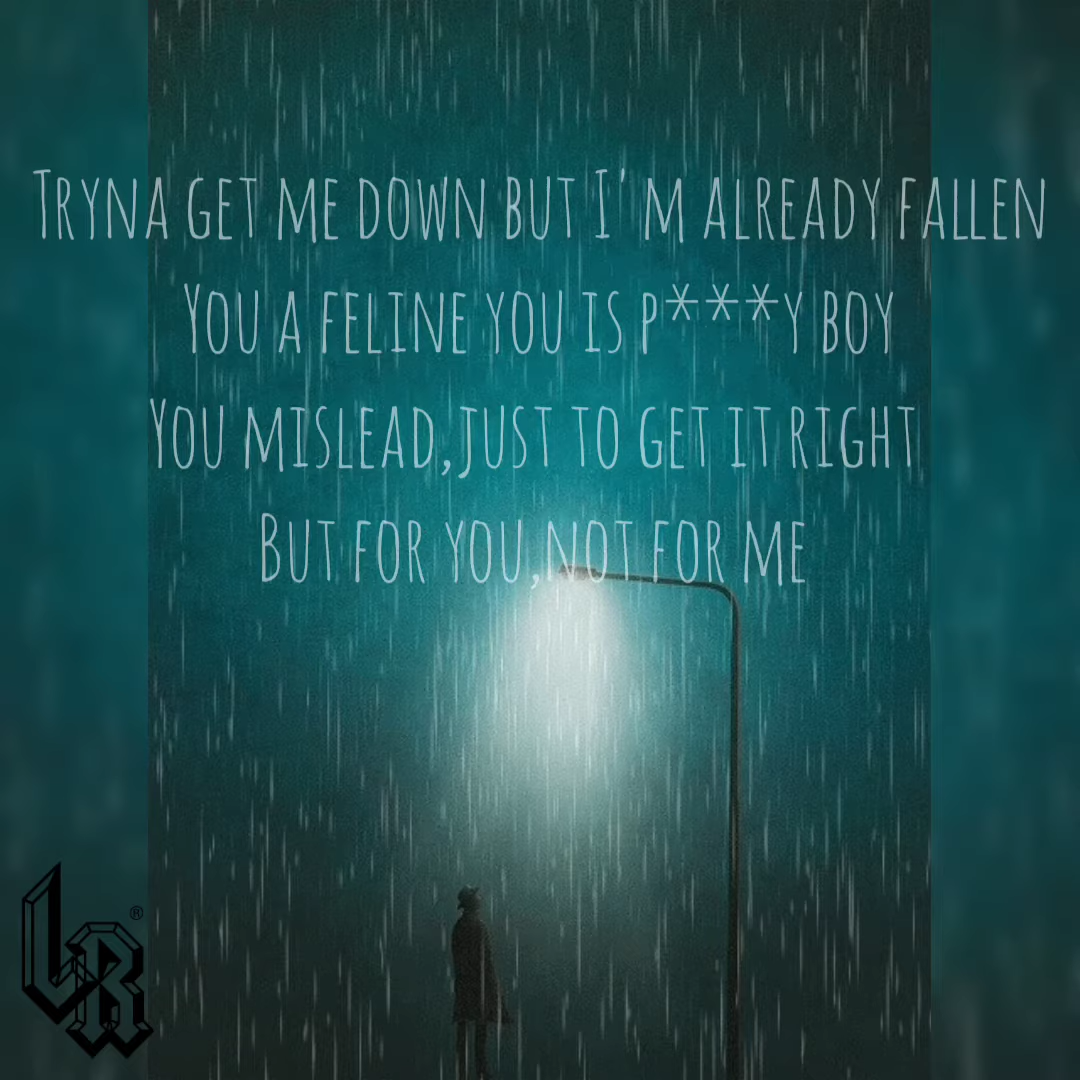 Tryna get me down but I'm already fallen
You a feline you is p***y boy
You mislead,just to get it right
But for you,not for me
LR
®